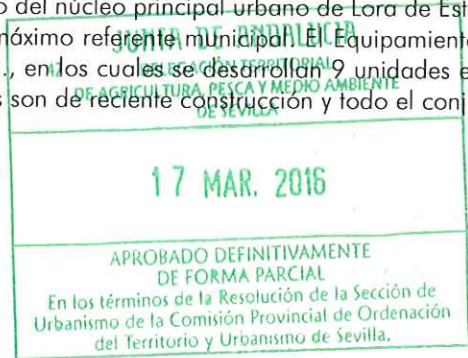 o del núcleo principal urbano de Lora de Est
náximo referente municipal. El Equipamiento
JUNTA DE ANDALUCIA
., en los cuales se desarrollan 9 unidades e
DELEGACIÓN TERRITORIAL
DE AGRICULTURA, PESCA Y MEDIO AMBIENTE
s son de reciente construcción y todo el conj
DE SEVILLA
17 MAR. 2016
APROBADO DEFINITIVAMENTE
DE FORMA PARCIAL
En los términos de la Resolución de la Sección de
Urbanismo de la Comisión Provincial de Ordenación
del Territorio y Urbanismo de Sevilla.